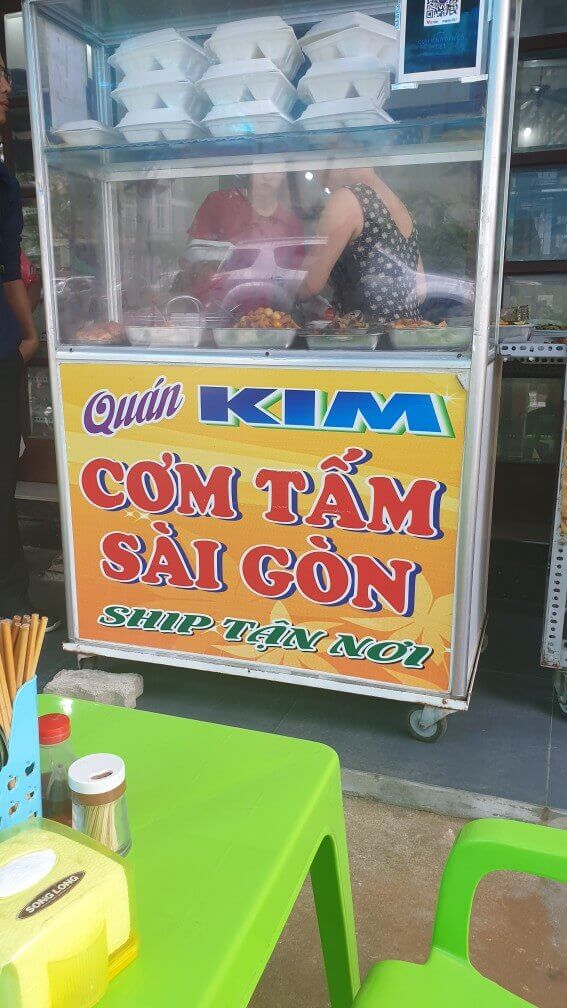 Quán KIM
CƠM TẤM
SÀI GÒN
SHIP TẬN NƠI
SONG LONG